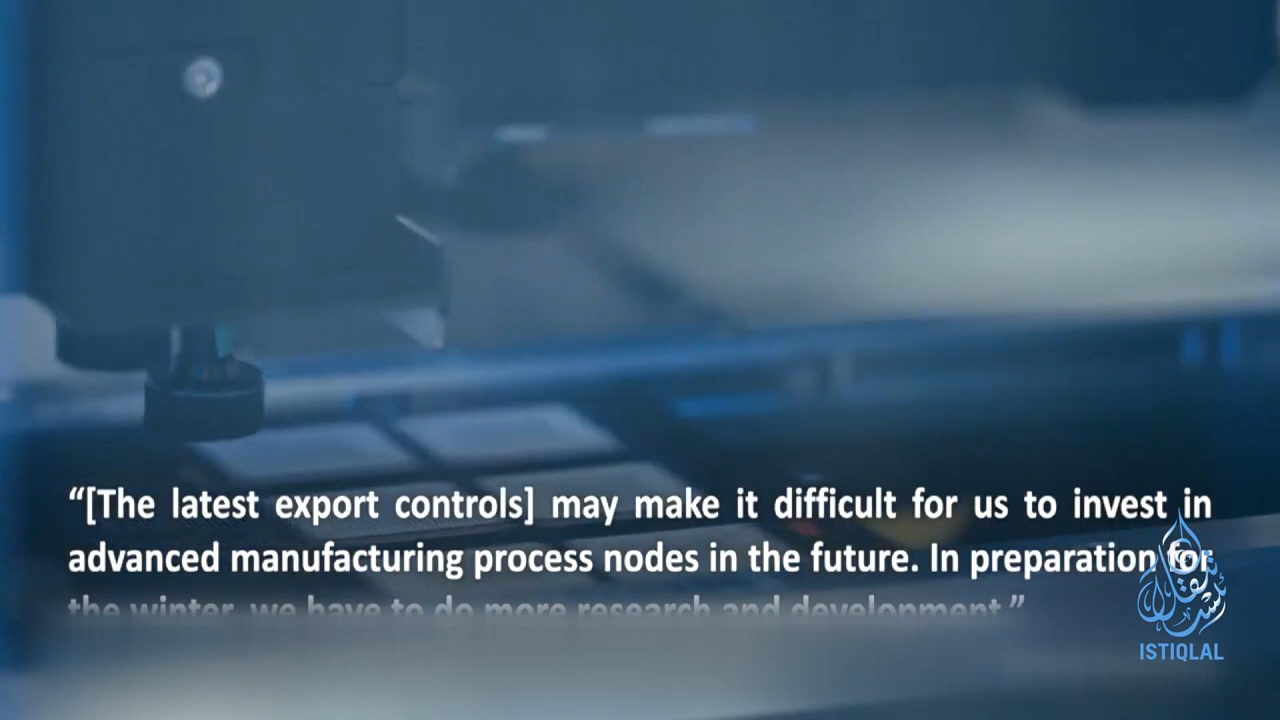 “[The latest export controls] may make it difficult for us to invest in
advanced manufacturing process nodes in the future. In preparation for
the winter, we have to do more research and development.”
ISTIQLAL